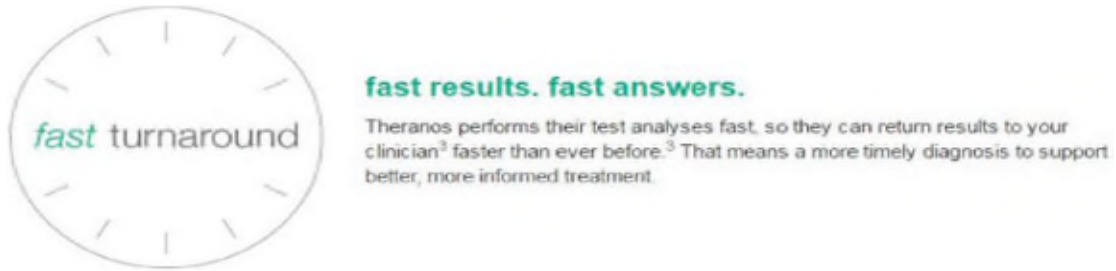 fast turnaround
fast results. fast answers.
Theranos performs their test analyses fast, so they can return results to your
clinician³ faster than ever before.³ That means a more timely diagnosis to support
better, more informed treatment.